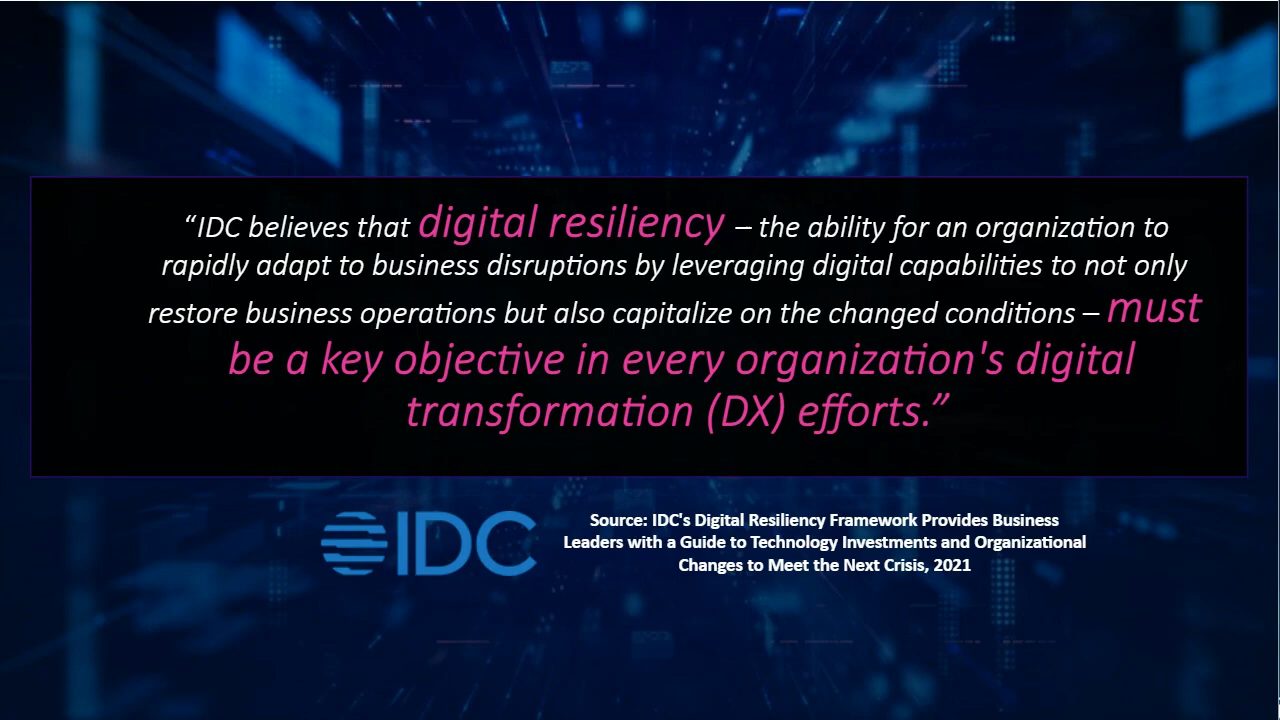 “IDC believes that digital resiliency – the ability for an organization to
rapidly adapt to business disruptions by leveraging digital capabilities to not only
restore business operations but also capitalize on the changed conditions – must
be a key objective in every organization's digital
transformation (DX) efforts.”
IDC
Source: IDC's Digital Resiliency Framework Provides Business
Leaders with a Guide to Technology Investments and Organizational
Changes to Meet the Next Crisis, 2021